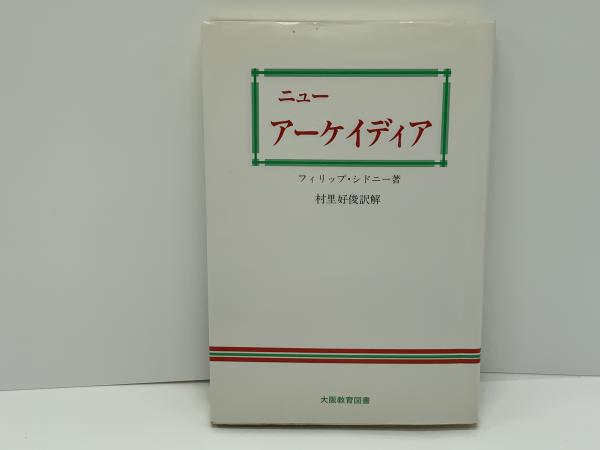 ニュー
アーケイディア
フィリップ・シドニー著
村里好俊訳解
大阪教育図書